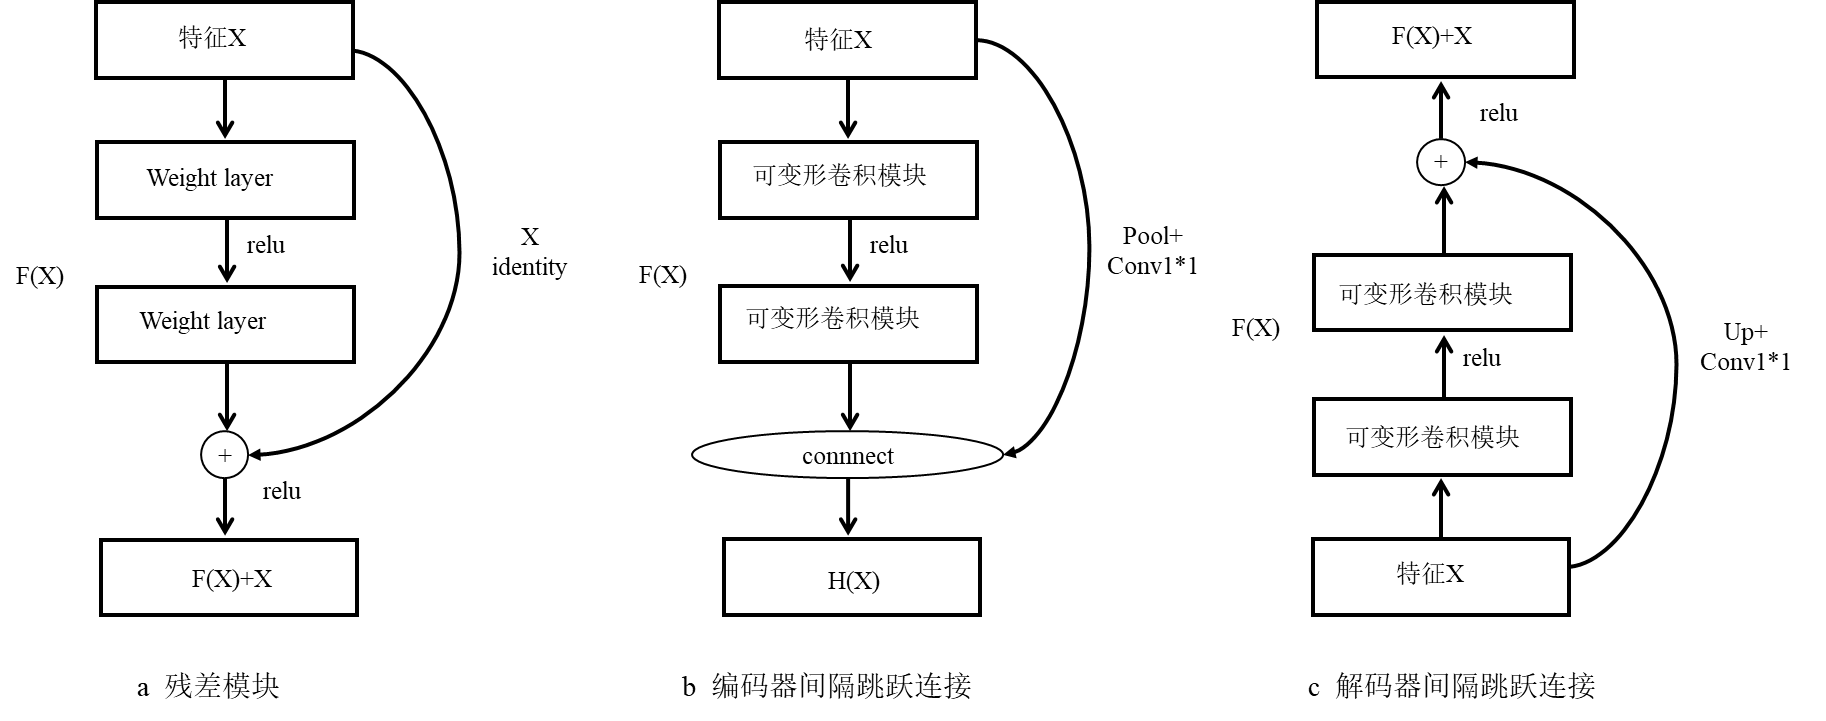 特征X
Weight layer
relu
F(X)
Weight layer
X
identity
+
relu
F(X)+X
a 残差模块
特征X
可变形卷积模块
relu
F(X)
可变形卷积模块
Pool+
Conv1*1
connnect
H(X)
b 编码器间隔跳跃连接
F(X)+X
relu
+
可变形卷积模块
F(X)
relu
Up+
Conv1*1
可变形卷积模块
特征X
c 解码器间隔跳跃连接